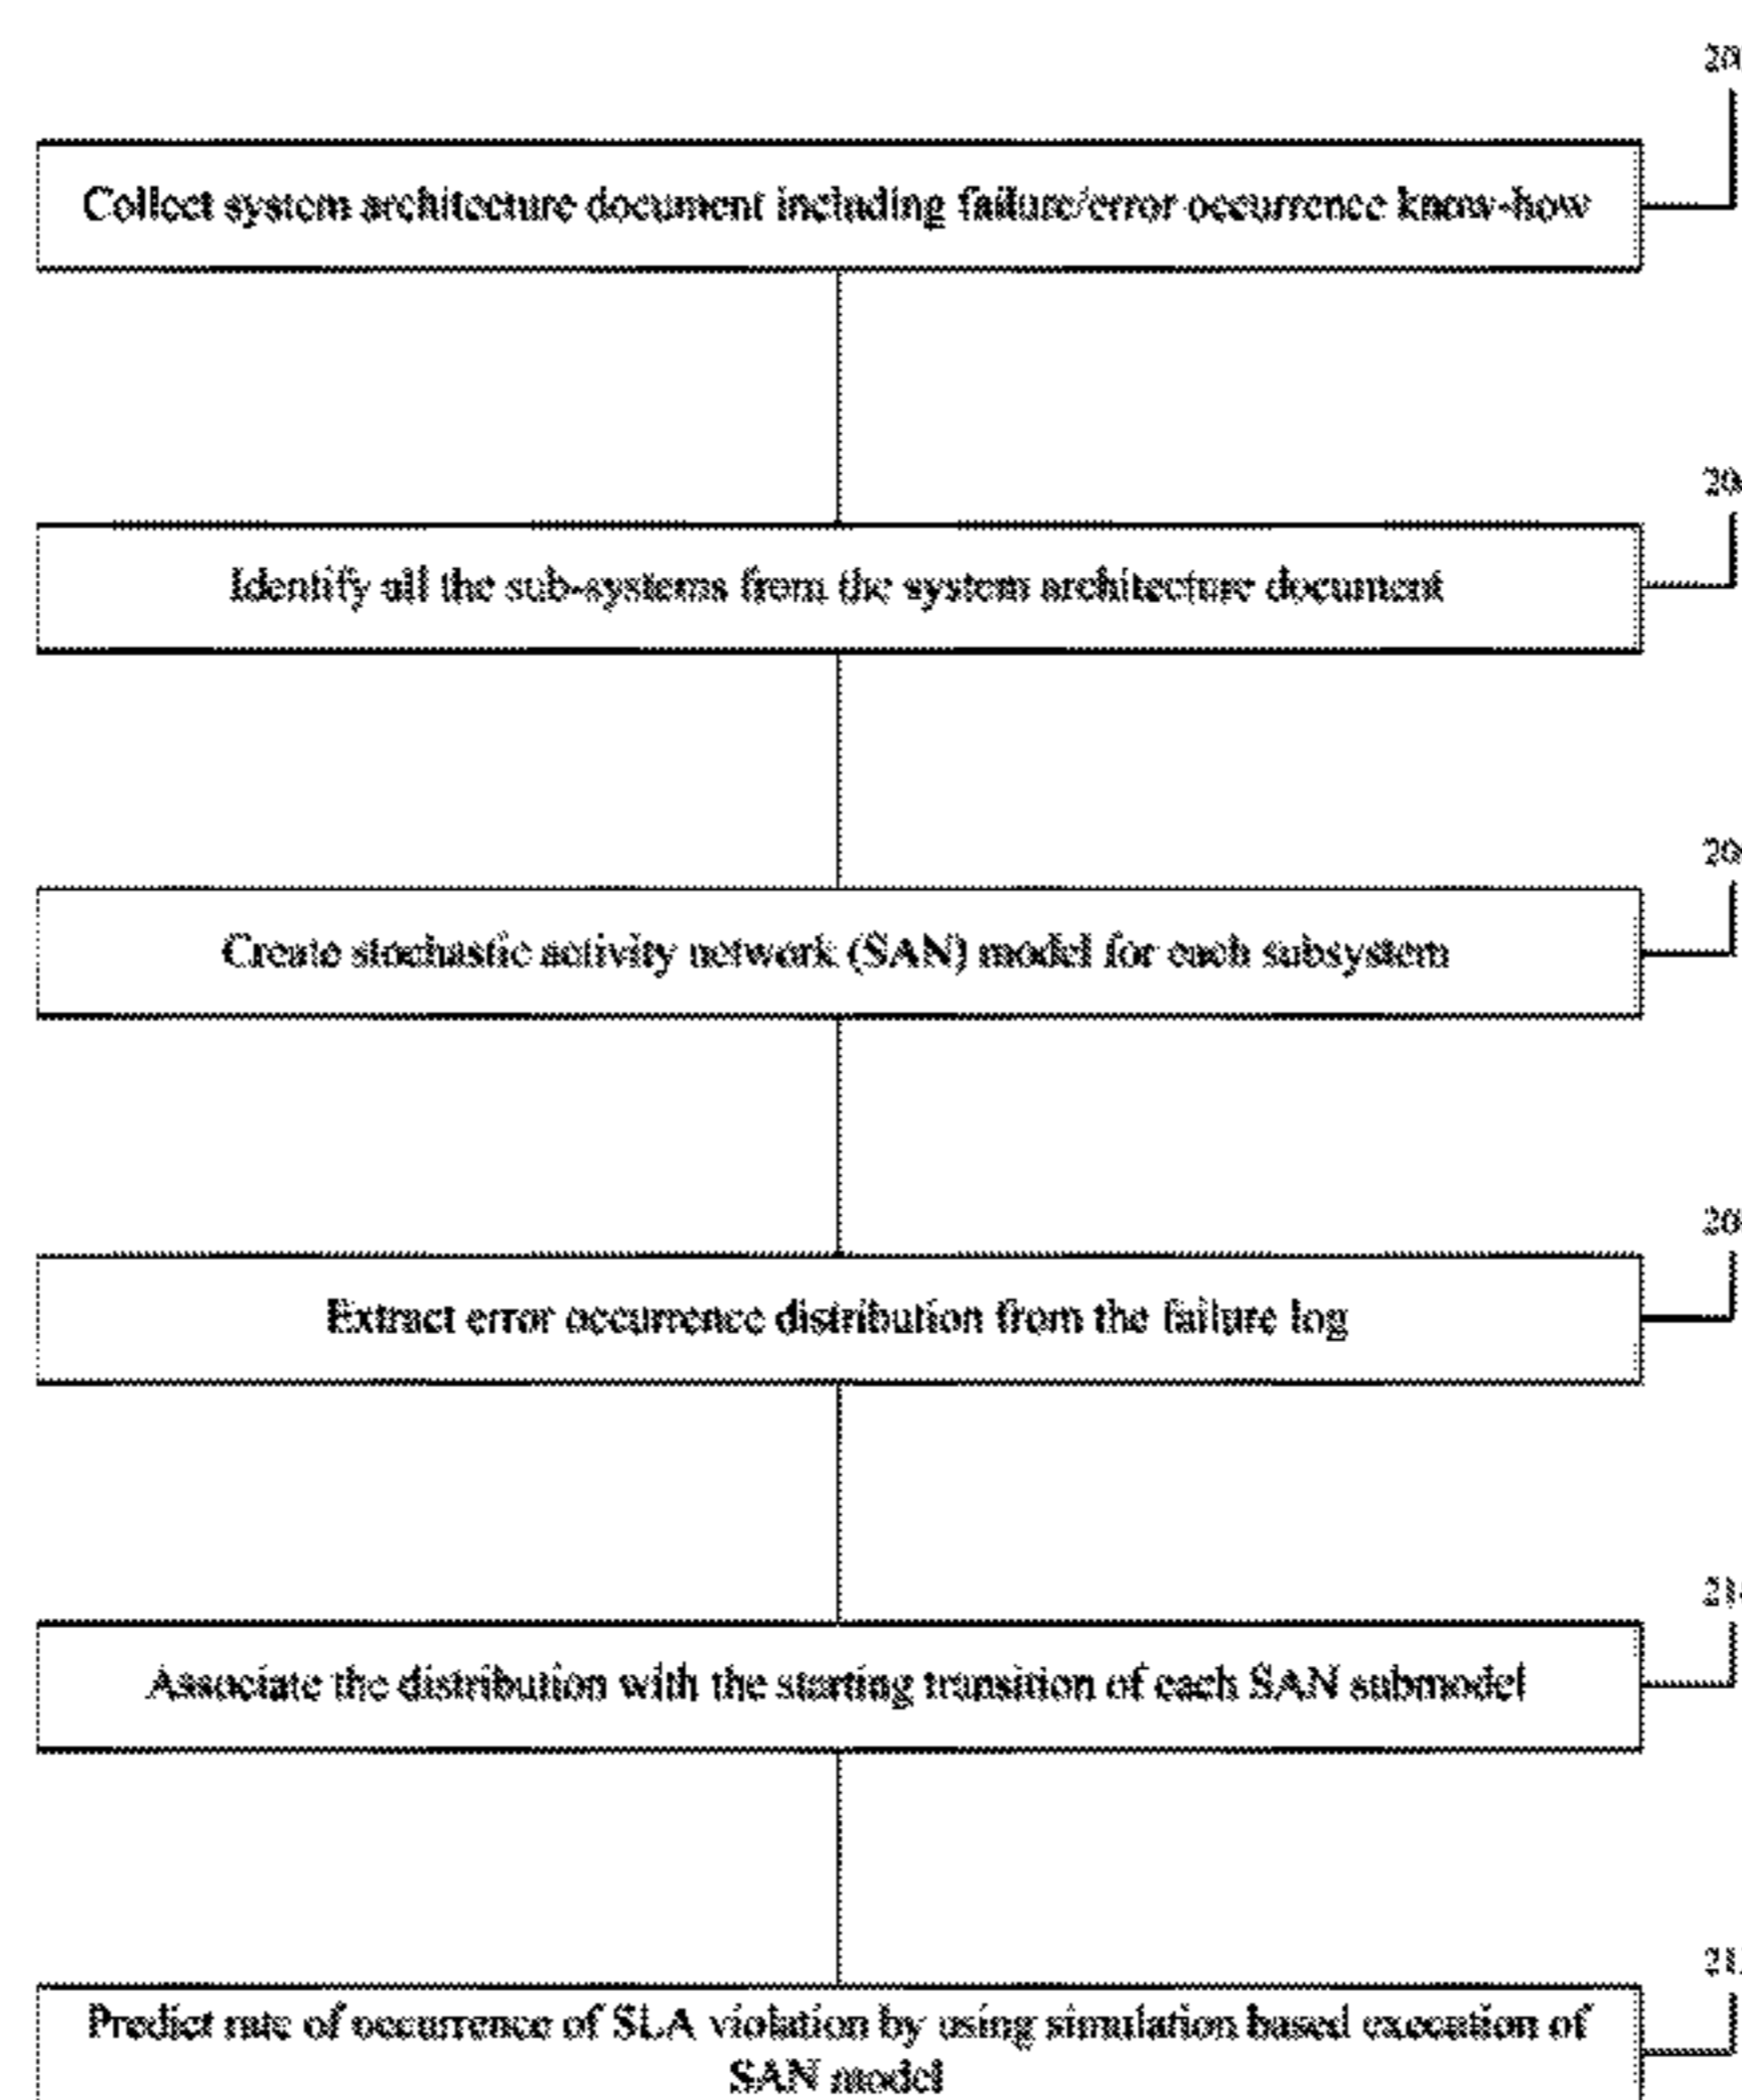 Collect system architecture document including failure/error occurrence know-how
Identify all the sub-systems from the system architecture document
Create stochastic activity network (SAN) model for each subsystem
Extract error occurrence distribution from the failure log
Associate the distribution with the starting transition of each SAN submodel
Predict rate of occurrence of SLA violation by using simulation based execution of
SAN model